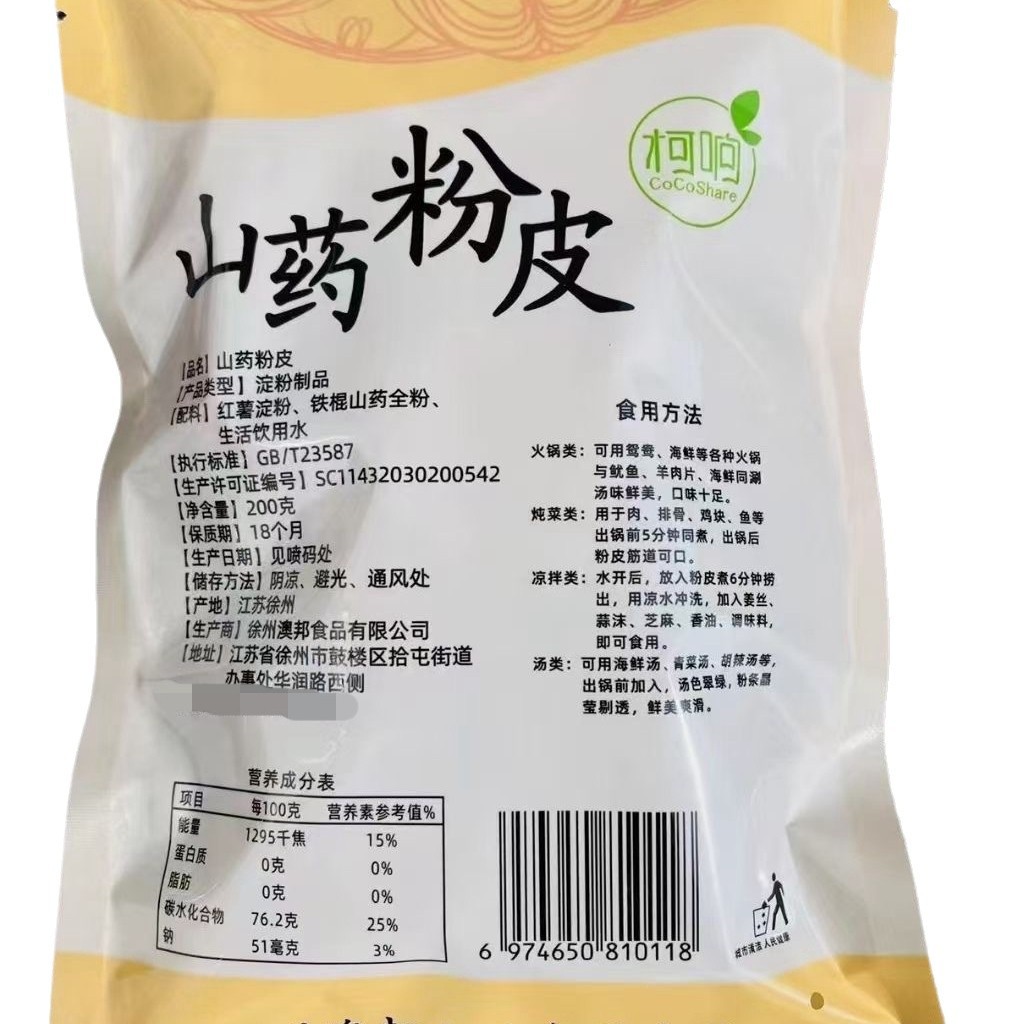 柯响
CoCoShare
山药粉皮
【品名】山药粉皮
【产品类型】淀粉制品
【配料】红薯淀粉、铁棍山药全粉、
生活饮用水
【执行标准】GB/T23587
【生产许可证编号】SC11432030200542
【净含量】200克
【保质期】18个月
【生产日期】见喷码处
【储存方法】阴凉、避光、通风处
【产地】江苏徐州
【生产商】徐州澳邦食品有限公司
【地址】江苏省徐州市鼓楼区拾屯街道
办事处华润路西侧
食用方法
火锅类：可用鸳鸯、海鲜等各种火锅
与鱿鱼、羊肉片、海鲜同涮
汤味鲜美，口味十足。
炖菜类：用于肉、排骨、鸡块、鱼等
出锅前5分钟同煮，出锅后
粉皮筋道可口。
凉拌类：水开后，放入粉皮煮6分钟捞
出，用凉水冲洗，加入姜丝、
蒜沫、芝麻、香油、调味料，
即可食用。
汤类：可用海鲜汤、青菜汤、胡辣汤等，
出锅前加入，汤色翠绿，粉条晶
莹剔透，鲜美爽滑。
营养成分表
项目 每100克 营养素参考值%
能量 1295千焦 15%
蛋白质 0克 0%
脂肪 0克 0%
碳水化合物 76.2克 25%
钠 51毫克 3%
6 974650 810118
城市清洁 人民健康